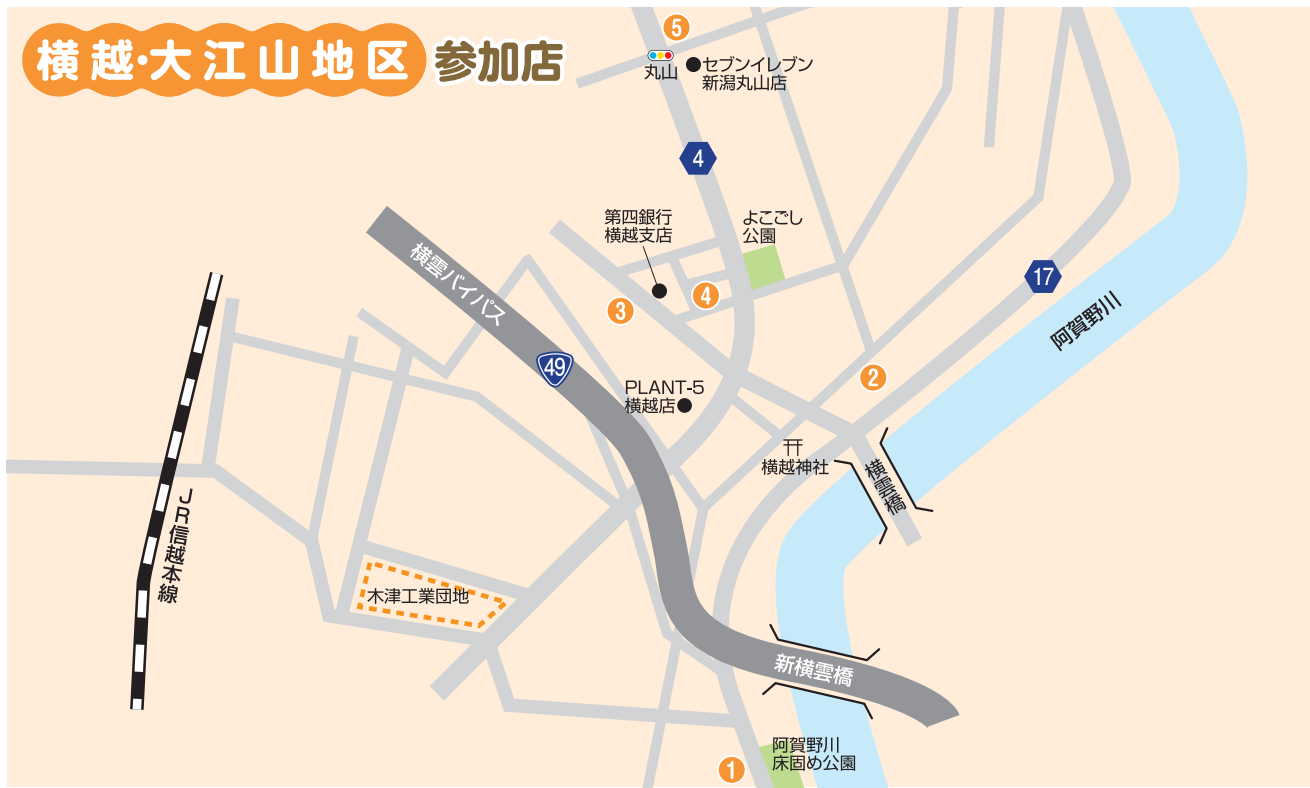 横越・大江山地区 参加店
5
丸山
セブンイレブン
新潟丸山店
4
第四銀行
横越支店
よこごし
公園
17
横雲バイパス
4
3
阿賀野川
49
2
PLANT-5
横越店
横越神社
横雲橋
JR信越本線
木津工業団地
新横雲橋
阿賀野川
床固め公園
1